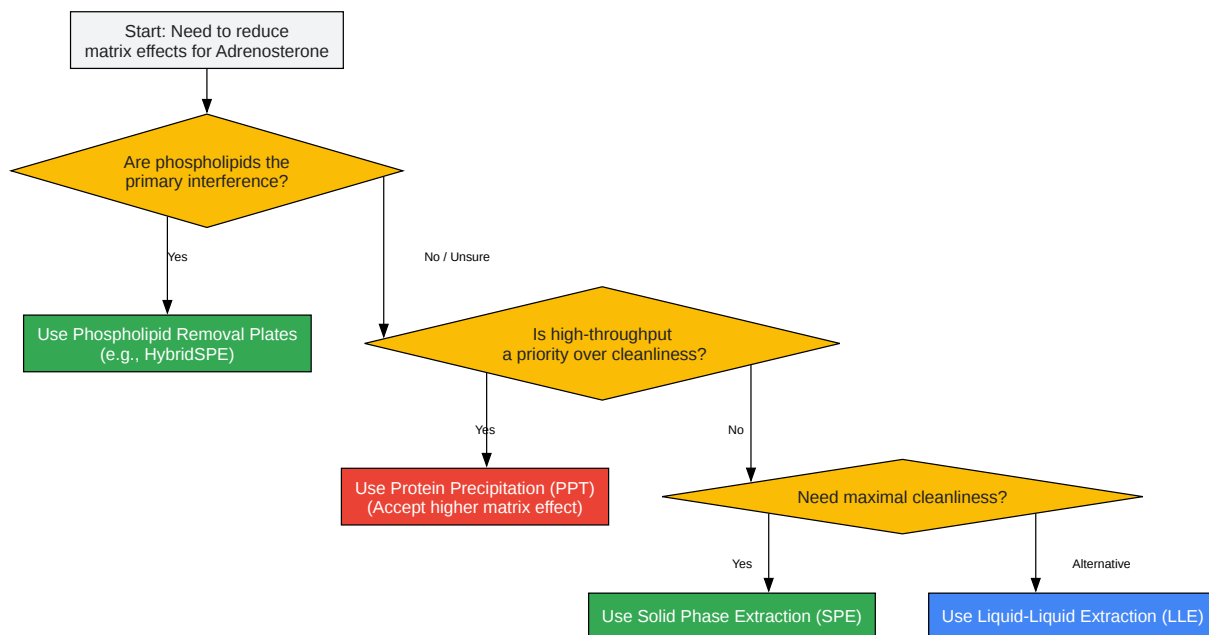 Start: Need to reduce
matrix effects for Adrenosterone
Are phospholipids the
primary interference?
Yes
No / Unsure
Use Phospholipid Removal Plates
(e.g., HybridSPE)
Is high-throughput
a priority over cleanliness?
Yes
No
Use Protein Precipitation (PPT)
(Accept higher matrix effect)
Need maximal cleanliness?
Yes
Alternative
Use Solid Phase Extraction (SPE)
Use Liquid-Liquid Extraction (LLE)